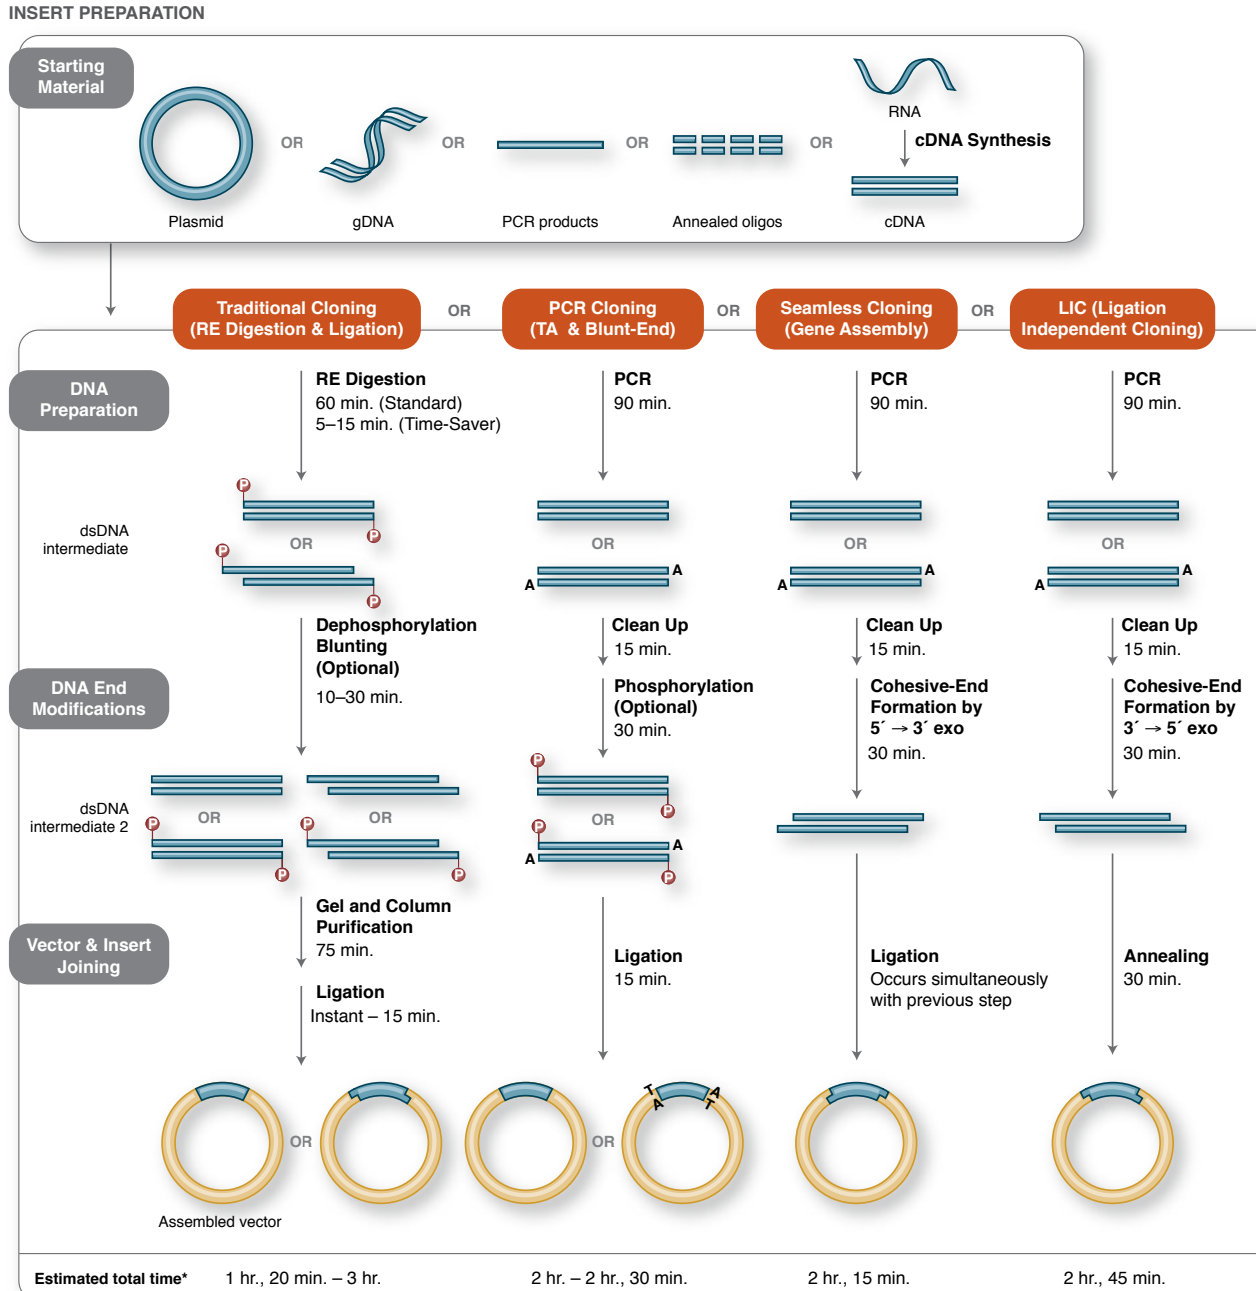 INSERT PREPARATION
Starting
Material
RNA
cDNA Synthesis
OR
OR
OR
OR
Plasmid
gDNA
PCR products
Annealed oligos
cDNA
Traditional Cloning
(RE Digestion & Ligation)
OR
PCR Cloning
(TA & Blunt-End)
OR
Seamless Cloning
(Gene Assembly)
OR
LIC (Ligation
Independent Cloning)
DNA
Preparation
RE Digestion
60 min. (Standard)
5–15 min. (Time-Saver)
PCR
90 min.
PCR
90 min.
PCR
90 min.
dsDNA
intermediate
P
P
OR
P
P
OR
A
A
OR
A
A
OR
A
A
Dephosphorylation
Blunting
(Optional)
10–30 min.
Clean Up
15 min.
Clean Up
15 min.
Clean Up
15 min.
DNA End
Modifications
Phosphorylation
(Optional)
30 min.
Cohesive-End
Formation by
5´ → 3´ exo
30 min.
Cohesive-End
Formation by
3´ → 5´ exo
30 min.
dsDNA
intermediate 2
OR
P
P
OR
P
P
P
P
OR
P
A
A
P
Vector & Insert
Joining
Gel and Column
Purification
75 min.
Ligation
Instant – 15 min.
Ligation
15 min.
Ligation
Occurs simultaneously
with previous step
Annealing
30 min.
OR
OR
T
A
A
T
Assembled vector
Estimated total time*
1 hr., 20 min. – 3 hr.
2 hr. – 2 hr., 30 min.
2 hr., 15 min.
2 hr., 45 min.